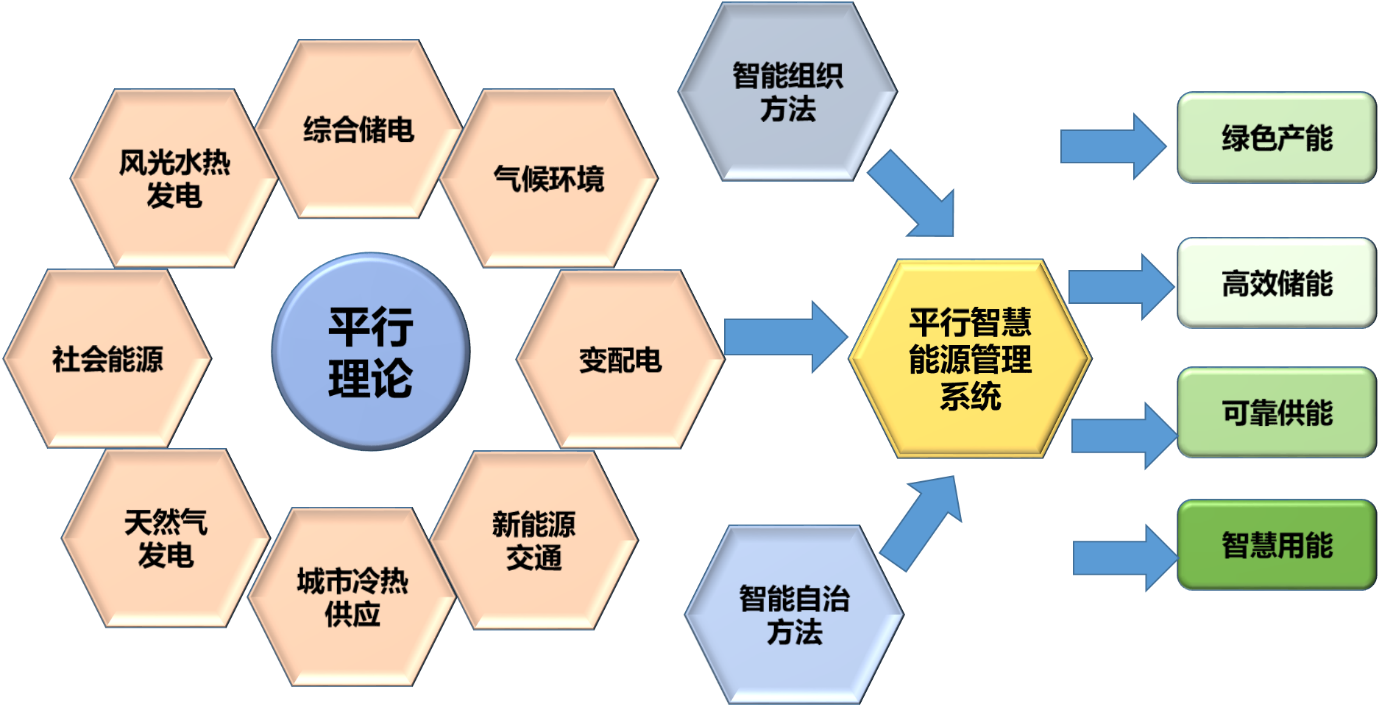 综合储电
风光水热
发电
气候环境
社会能源
平行
理论
变配电
天然气
发电
城市冷热
供应
新能源
交通
智能组织
方法
平行智慧
能源管理
系统
智能自治
方法
绿色产能
高效储能
可靠供能
智慧用能